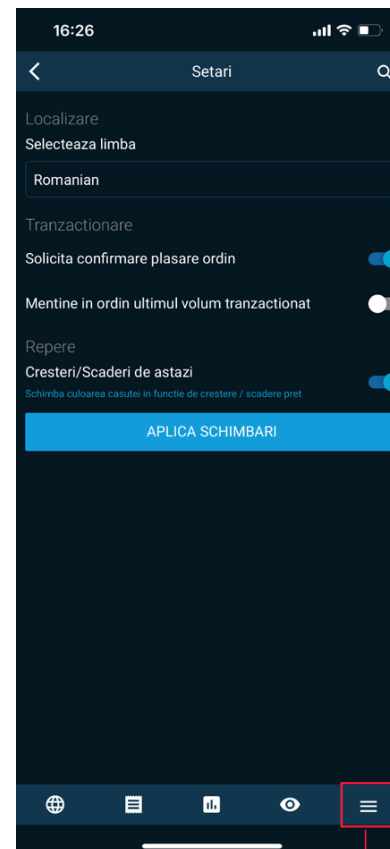 16:26
Setari
Localizare
Selecteaza limba
Romanian
Tranzactionare
Solicita confirmare plasare ordin
Mentine in ordin ultimul volum tranzactionat
Repere
Cresteri/Scaderi de astazi
Schimba culoarea casutei in functie de crestere / scadere pret
APLICA SCHIMBARI